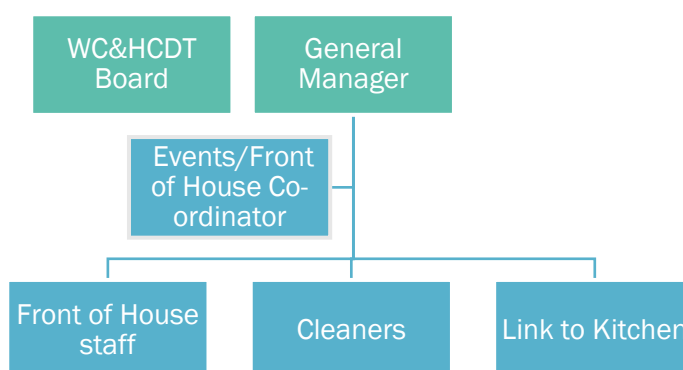 WC&HCDT
Board
General
Manager
Events/Front
of House Co-
ordinator
Front of House
staff
Cleaners
Link to Kitchen